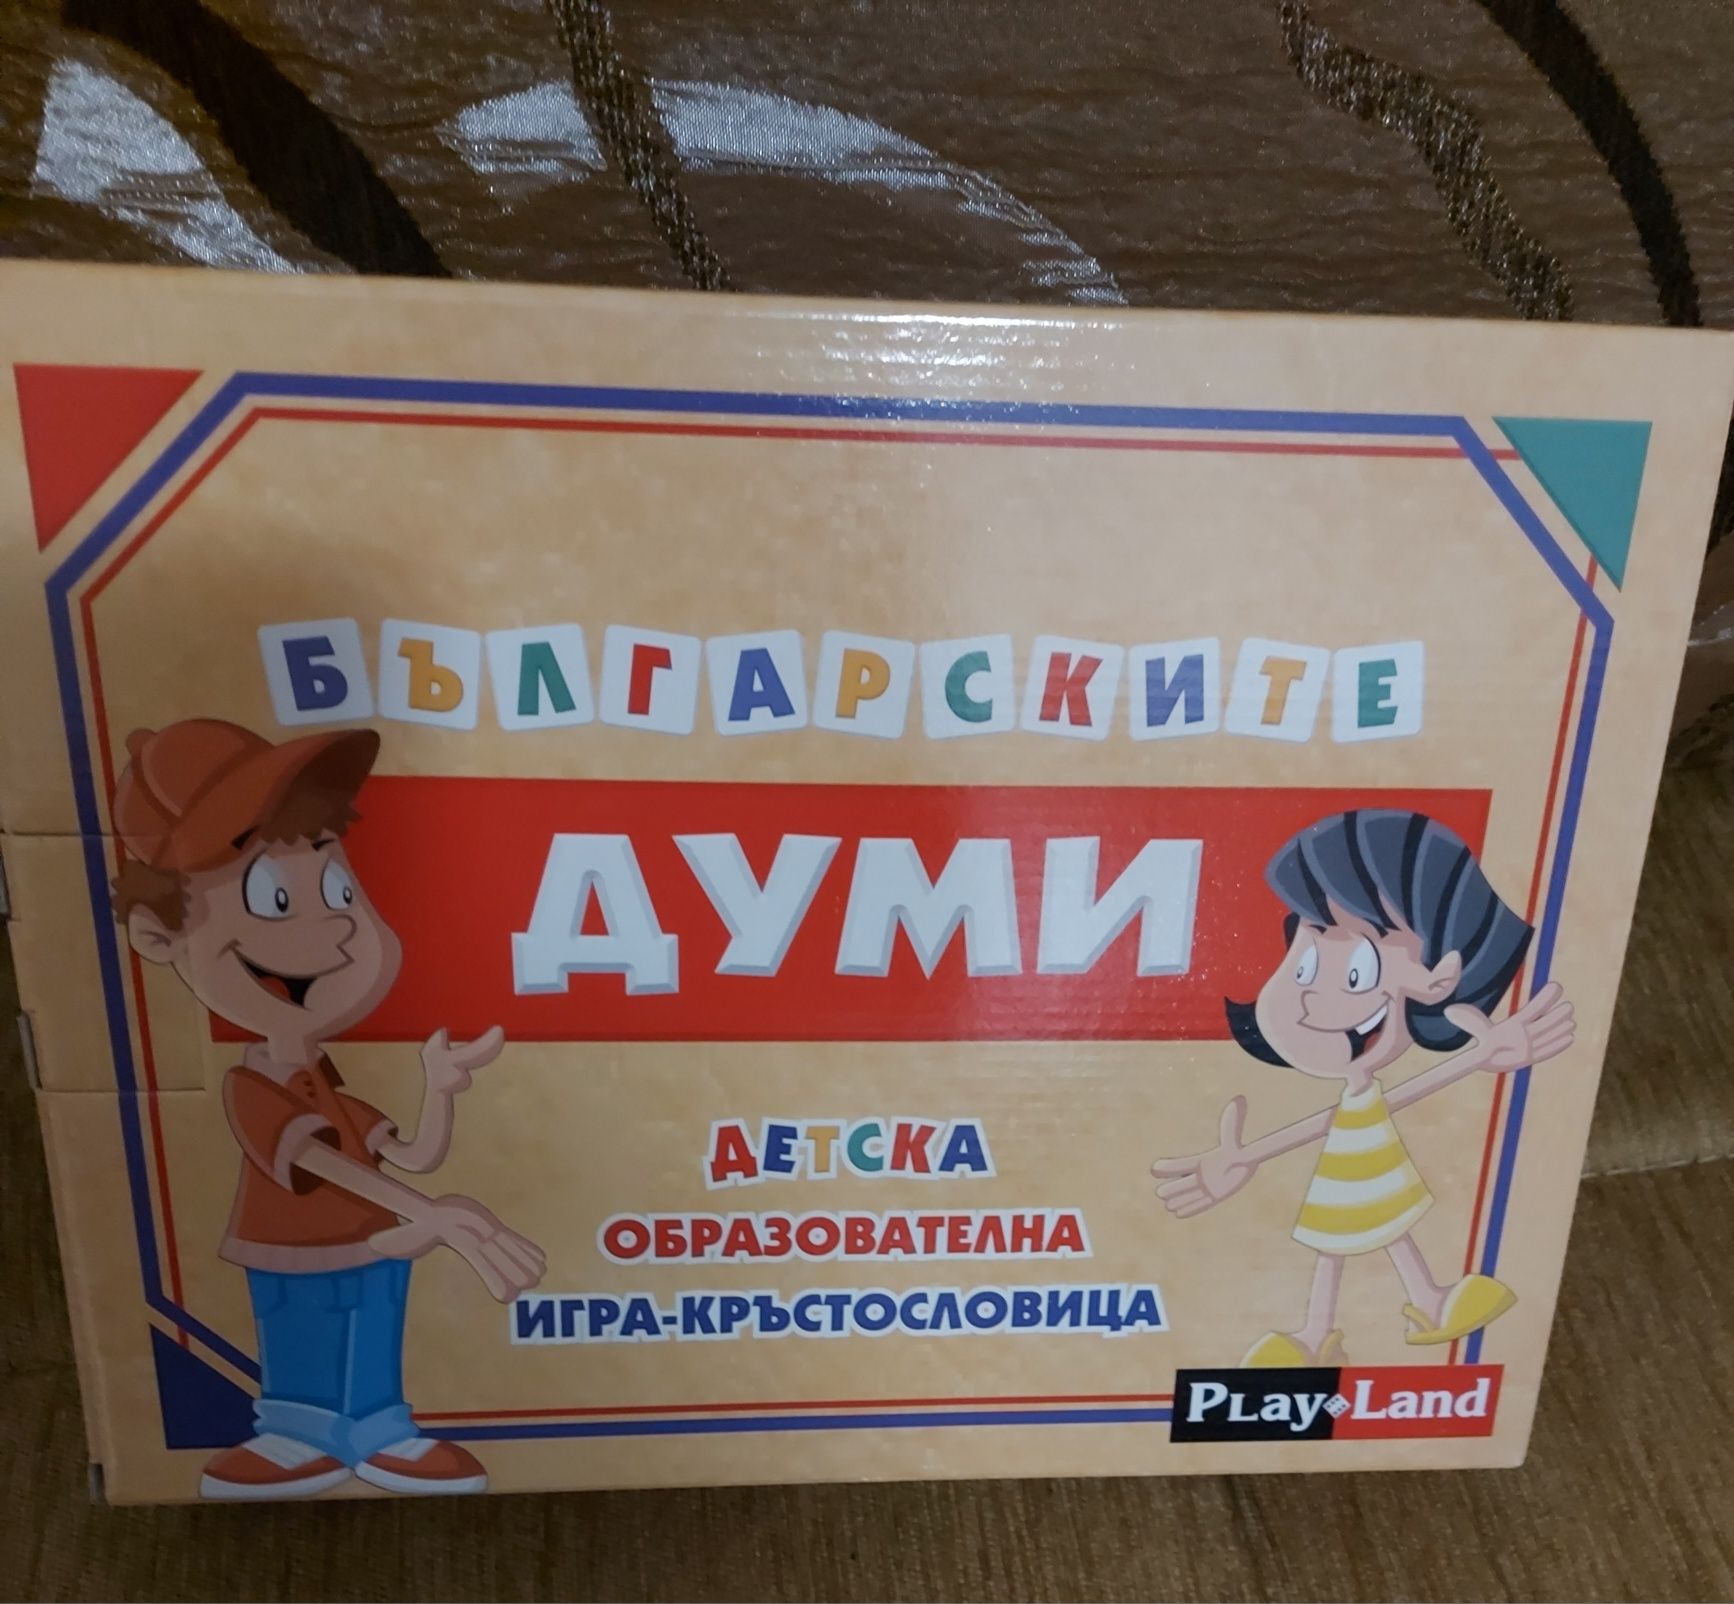 БЪЛГАРСКИТЕ
ДУМИ
ДЕТСКА
ОБРАЗОВАТЕЛНА
ИГРА-КРЪСТОСЛОВИЦА
PLay Land